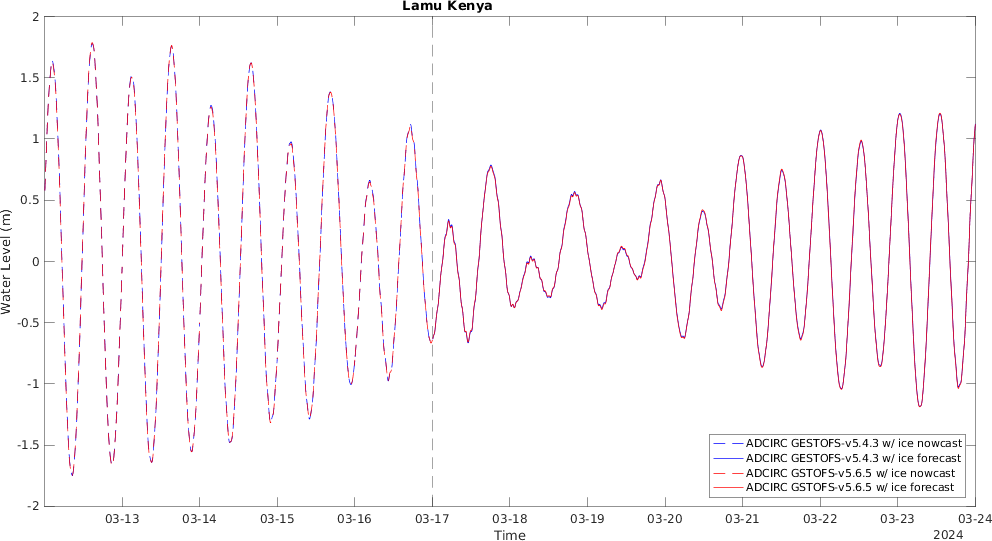 Lamu Kenya
2
1.5
1
0.5
0
-0.5
-1
-1.5
-2
Water Level (m)
ADCIRC GESTOFS-v5.4.3 w/ ice nowcast
ADCIRC GESTOFS-v5.4.3 w/ ice forecast
ADCIRC GSTOFS-v5.6.5 w/ ice nowcast
ADCIRC GSTOFS-v5.6.5 w/ ice forecast
03-13 03-14 03-15 03-16 03-17 03-18 03-19 03-20 03-21 03-22 03-23 03-24
Time
2024